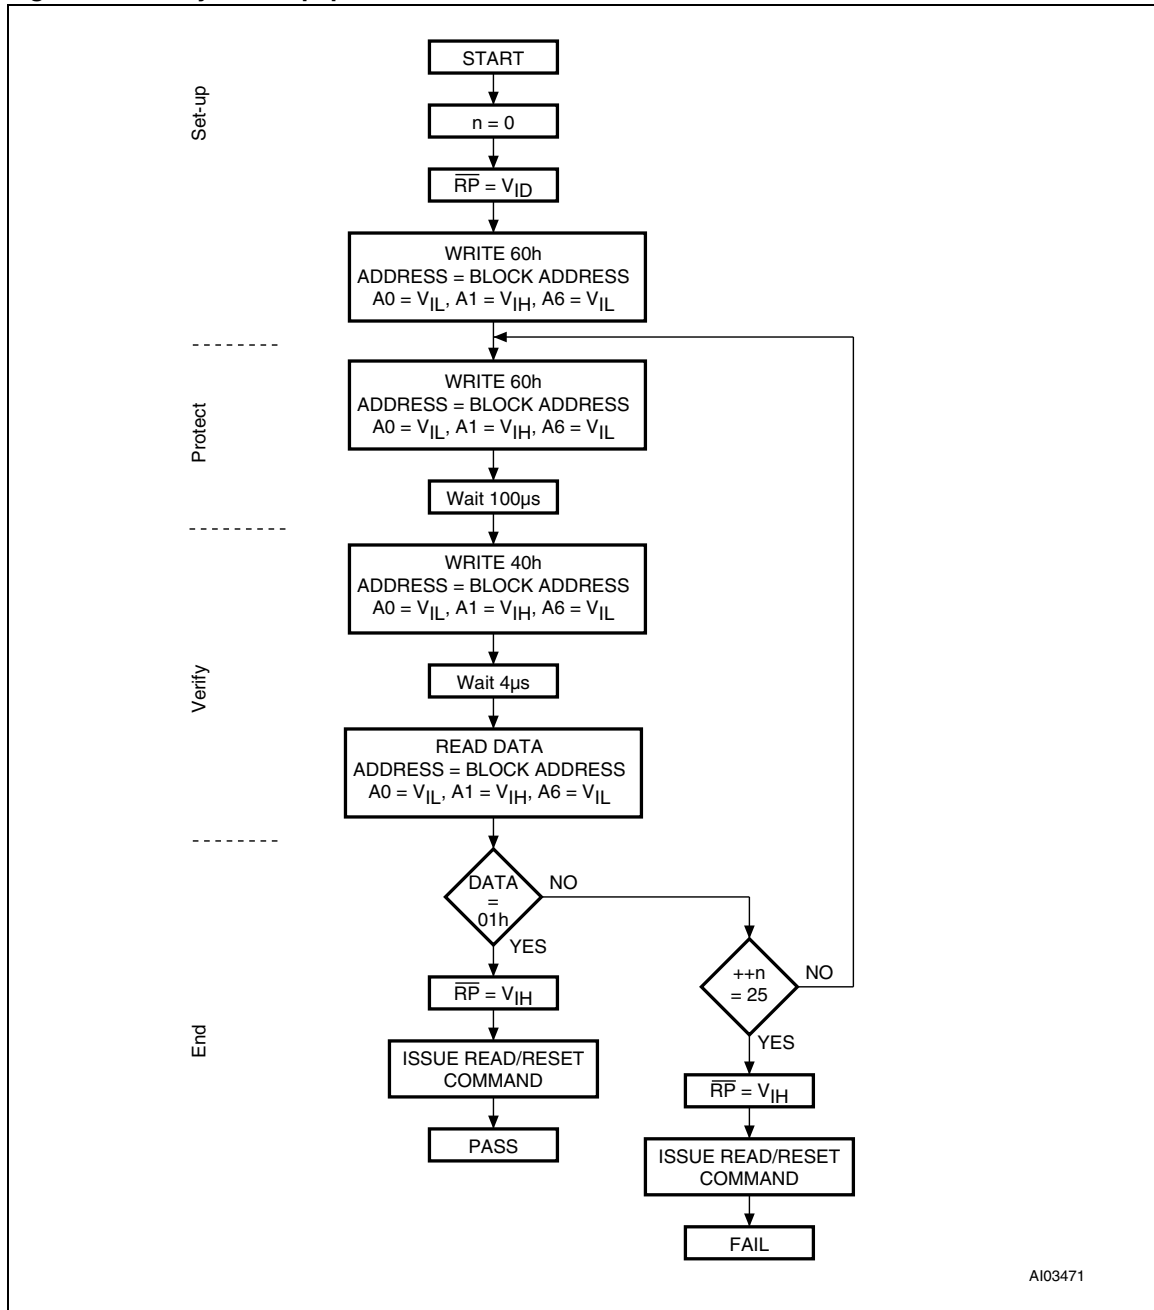 START
Set-up
n = 0
RP = VID
WRITE 60h
ADDRESS = BLOCK ADDRESS
A0 = VIL, A1 = VIH, A6 = VIL
Protect
WRITE 60h
ADDRESS = BLOCK ADDRESS
A0 = VIL, A1 = VIH, A6 = VIL
Wait 100µs
WRITE 40h
ADDRESS = BLOCK ADDRESS
A0 = VIL, A1 = VIH, A6 = VIL
Verify
Wait 4µs
READ DATA
ADDRESS = BLOCK ADDRESS
A0 = VIL, A1 = VIH, A6 = VIL
DATA
=
01h
NO
YES
++n
= 25
NO
YES
End
RP = VIH
ISSUE READ/RESET
COMMAND
PASS
RP = VIH
ISSUE READ/RESET
COMMAND
FAIL
AI03471